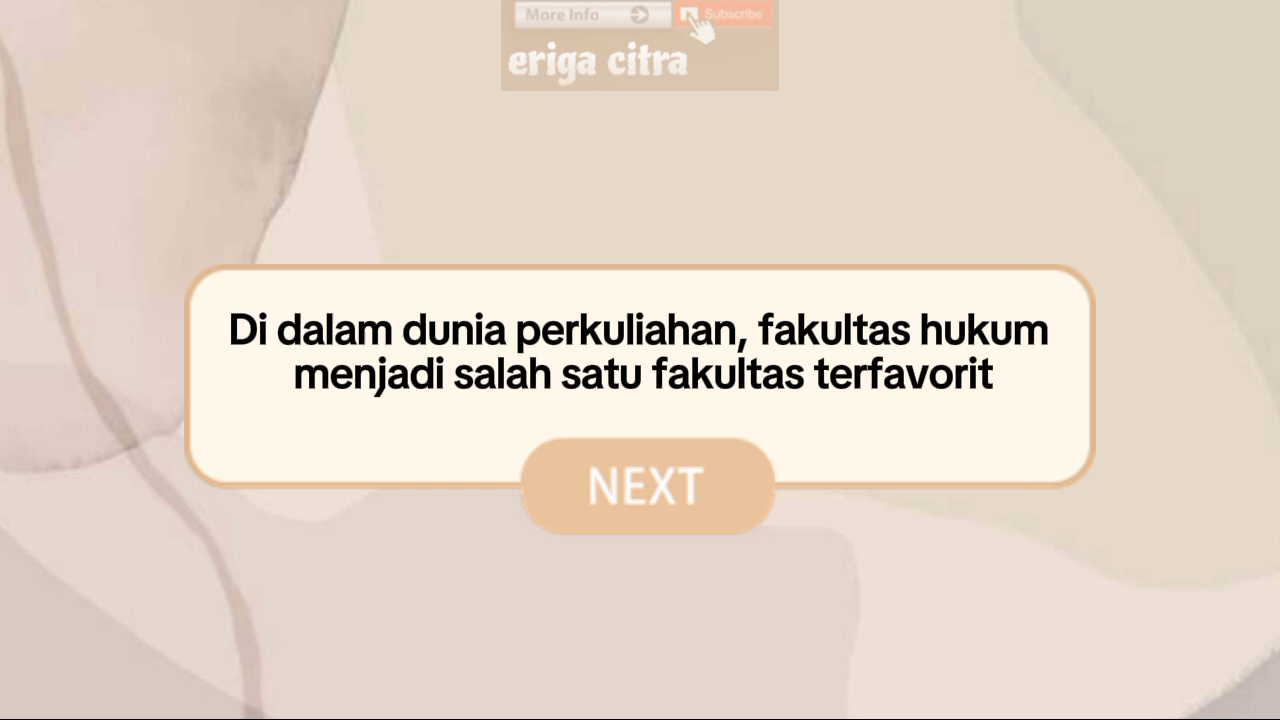 More Info
Subscribe
eriga citra
Di dalam dunia perkuliahan, fakultas hukum
menjadi salah satu fakultas terfavorit
NEXT